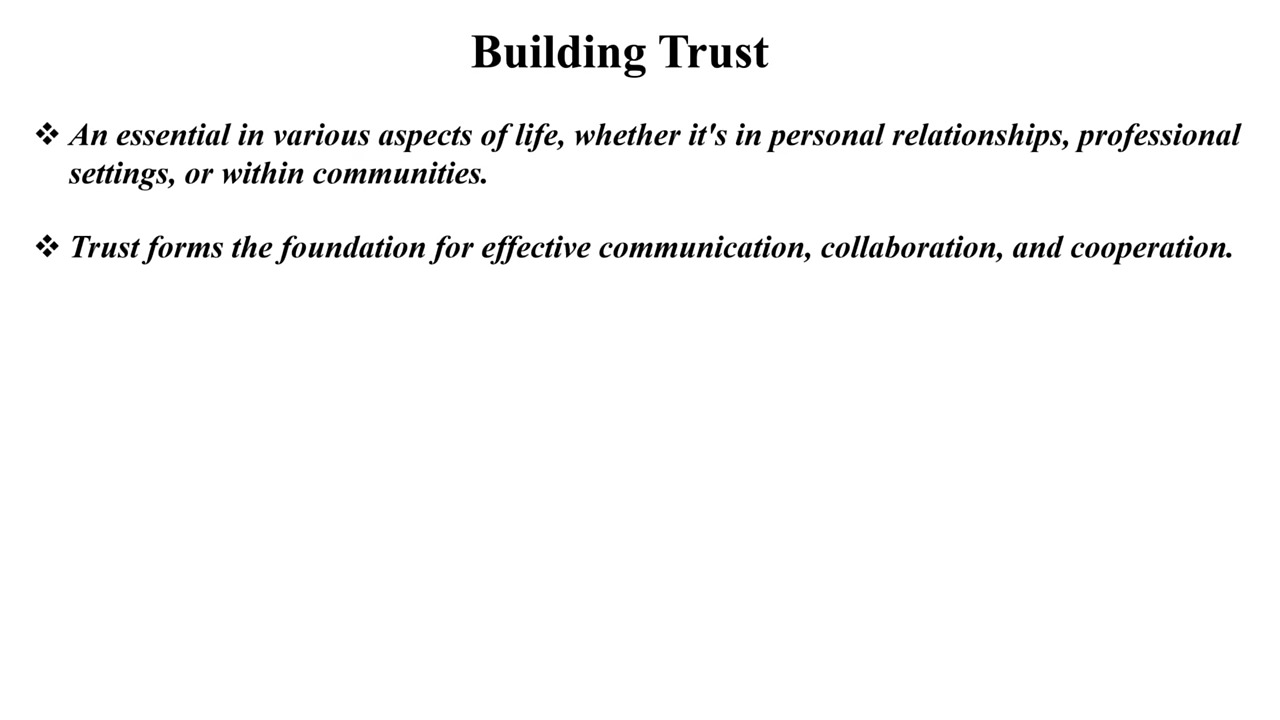 Building Trust
❖ An essential in various aspects of life, whether it's in personal relationships, professional
settings, or within communities.
❖ Trust forms the foundation for effective communication, collaboration, and cooperation.